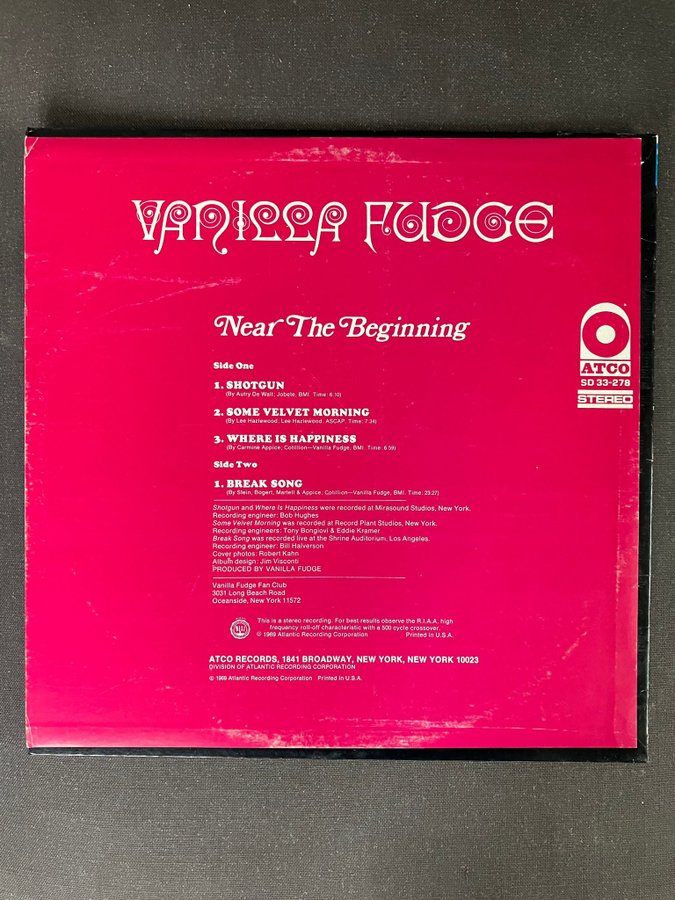 VANILLA FUDGE
Near The Beginning
Side One
1. SHOTGUN
(By Autry De Walt; Jobete, BMI. Time: 6:10)
2. SOME VELVET MORNING
(By Lee Hazlewood; Lee Hazlewood, ASCAP, Time: 7:34)
3. WHERE IS HAPPINESS
(By Carmine Appice; Cotillion—Vanilla Fudge, BMI. Time: 6:59)
Side Two
1. BREAK SONG
(By Stein, Bogert, Martell & Appice; Cotillion—Vanilla Fudge, BMI. Time: 23:27)
Shotgun and Where Is Happiness were recorded at Mirasound Studios, New York.
Recording engineer: Bob Hughes
Some Velvet Morning was recorded at Record Plant Studios, New York.
Recording engineers: Tony Bongiovi & Eddie Kramer
Break Song was recorded live at the Shrine Auditorium, Los Angeles.
Recording engineer: Bill Halverson
Cover photos: Robert Kahn
Album design: Jim Visconti
PRODUCED BY VANILLA FUDGE
Vanilla Fudge Fan Club
3031 Long Beach Road
Oceanside, New York 11572
This is a stereo recording. For best results observe the R.I.A.A. high
frequency roll-off characteristic with a 500 cycle crossover.
© 1969 Atlantic Recording Corporation Printed in U.S.A.
ATCO RECORDS, 1841 BROADWAY, NEW YORK, NEW YORK 10023
DIVISION OF ATLANTIC RECORDING CORPORATION
© 1969 Atlantic Recording Corporation Printed in U.S.A.
ATCO
SD 33-278
STEREO